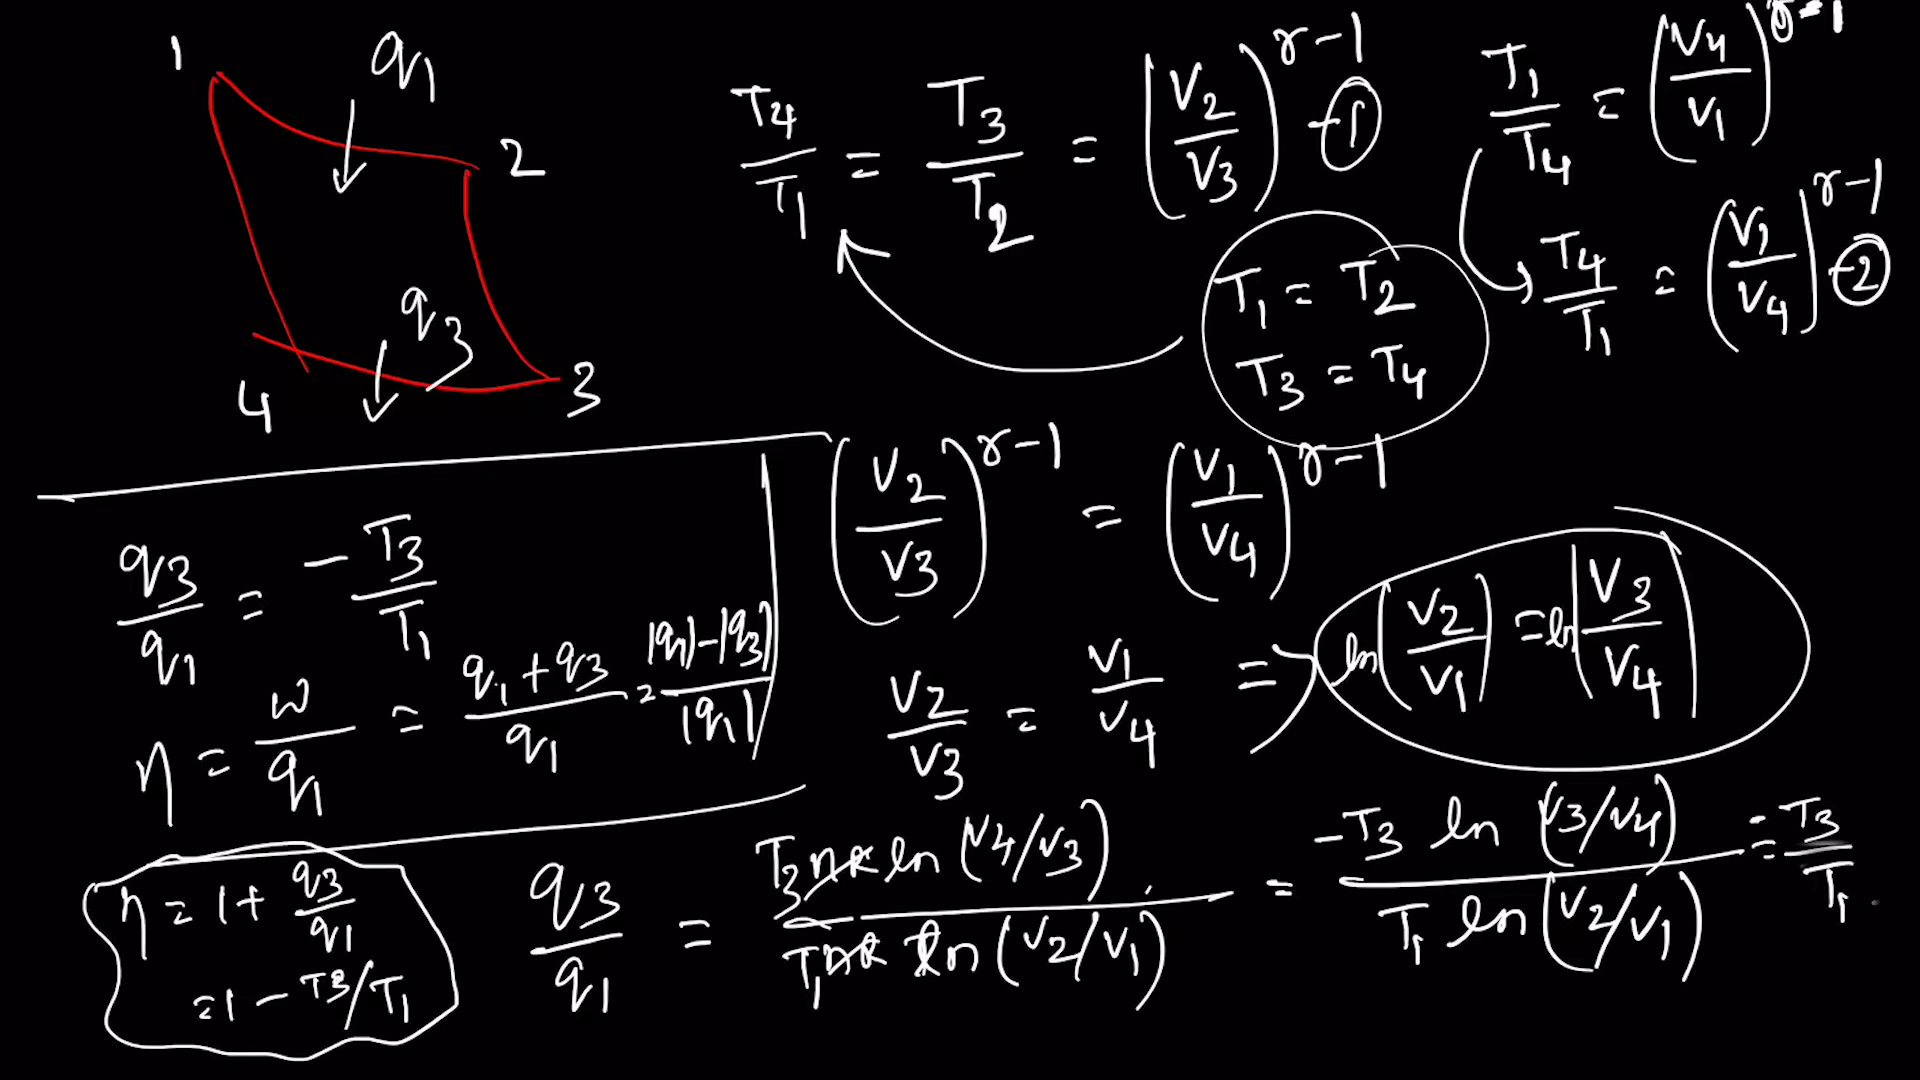 1
q1
2
q3
4
3
T4/T1 = T3/T2 = (V2/V3)^γ-1 -①
T1/T4 = (V4/V1)^γ-1
T4/T1 = (V1/V4)^γ-1 -②
T1 = T2
T3 = T4
(V2/V3)^γ-1 = (V1/V4)^γ-1
V2/V3 = V1/V4 => ln(V2/V1) = ln(V3/V4)
q3/q1 = -T3/T1
η = w/q1 = (q1 + q3)/q1 = (|q1| - |q3|)/|q1|
η = 1 + q3/q1
= 1 - T3/T1
q3/q1 = T3 nR ln (V4/V3) / T1 nR ln (V2/V1) = -T3 ln (V3/V4) / T1 ln (V2/V1) = -T3/T1